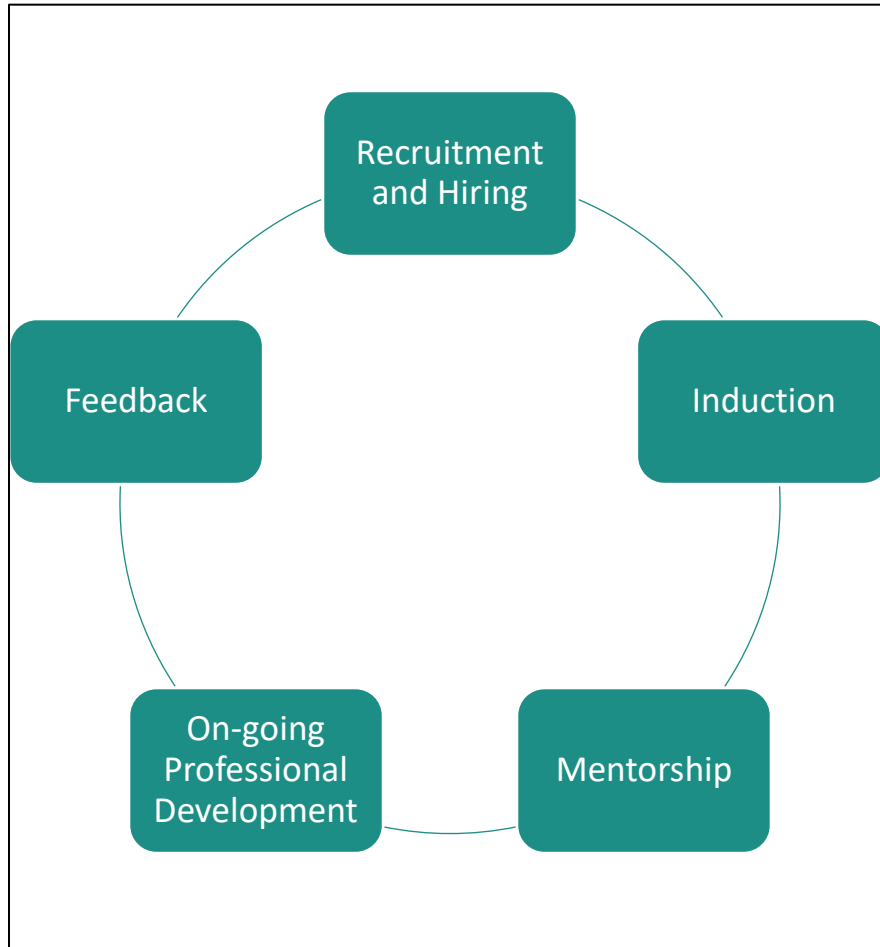 Recruitment
and Hiring
Induction
Mentorship
On-going
Professional
Development
Feedback